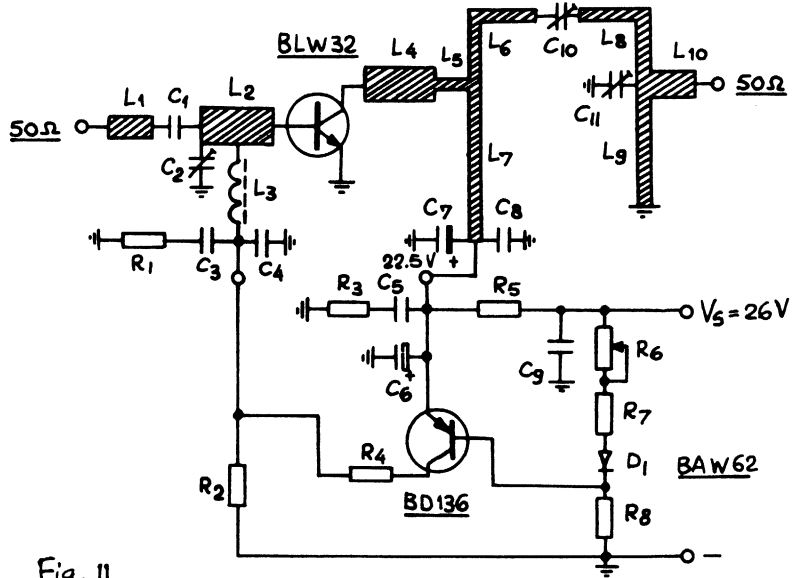 BLW32
L4
L5
L6
C10
L8
L10
50Ω
L1
C1
L2
50Ω
C2
L3
C11
L7
L9
C7
C8
+
22.5V
R1
C3
C4
R3
C5
R5
VS=26V
C9
R6
C6
+
R7
D1
BAW62
R4
R2
BD136
R8
–
Fig. 11